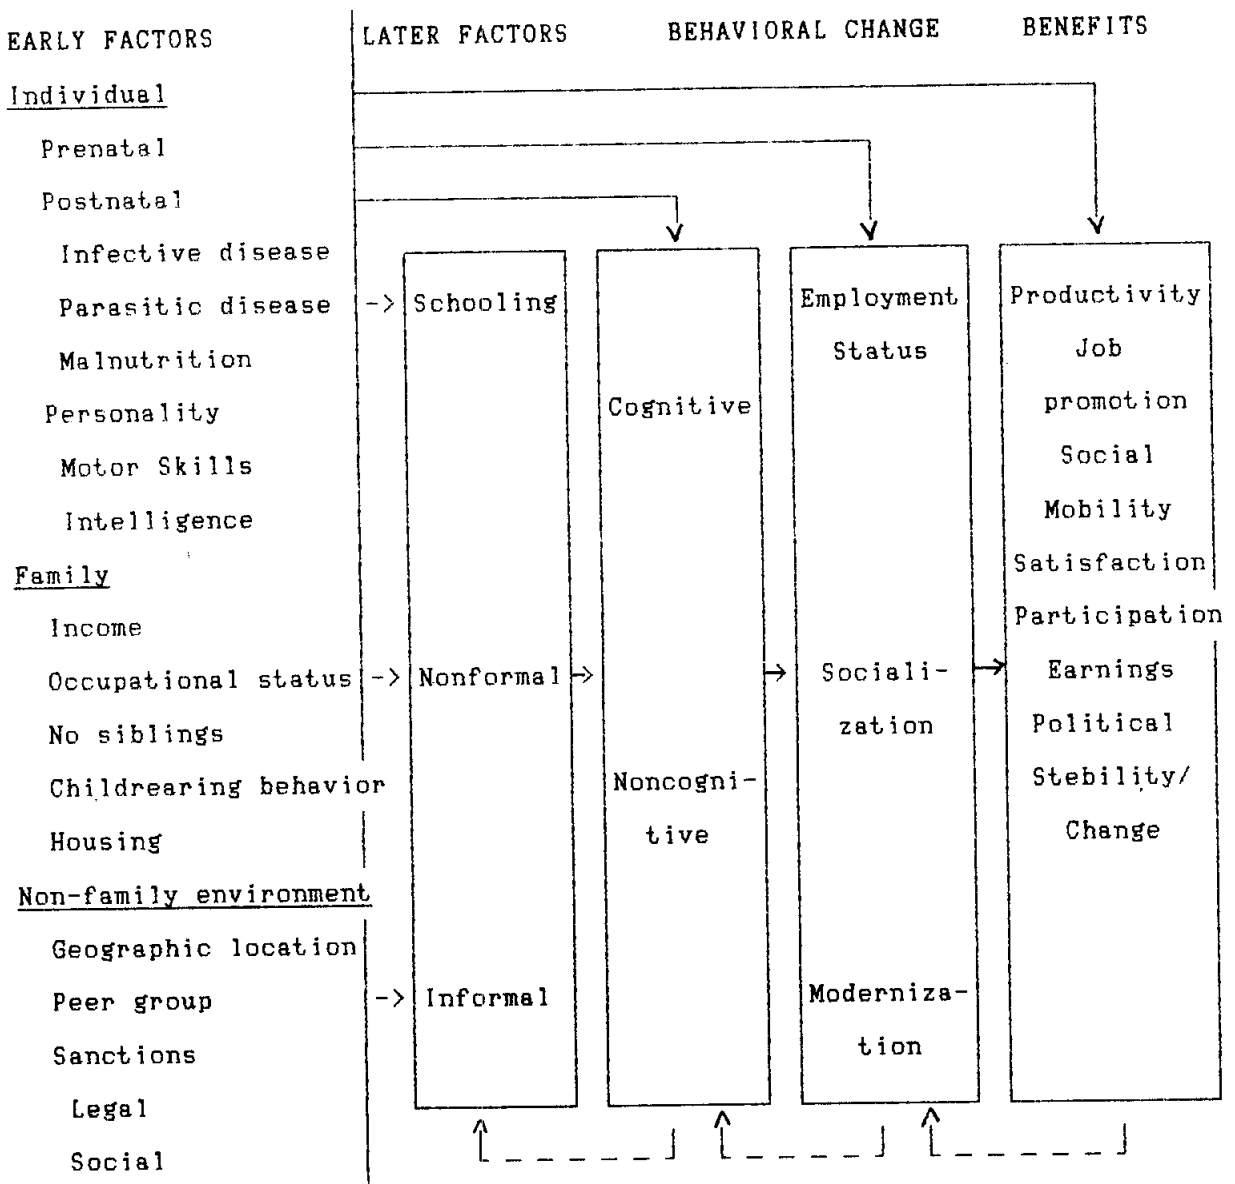 EARLY FACTORS
LATER FACTORS
BEHAVIORAL CHANGE
BENEFITS
Individual
Prenatal
Postnatal
Infective disease
Parasitic disease
Malnutrition
Personality
Motor Skills
Intelligence
Family
Income
Occupational status
No siblings
Childrearing behavior
Housing
Non-family environment
Geographic location
Peer group
Sanctions
Legal
Social
Schooling
Nonformal
Informal
Cognitive
Noncogni-
tive
Employment
Status
Sociali-
zation
Moderniza-
tion
Productivity
Job
promotion
Social
Mobility
Satisfaction
Participation
Earnings
Political
Stebility/
Change